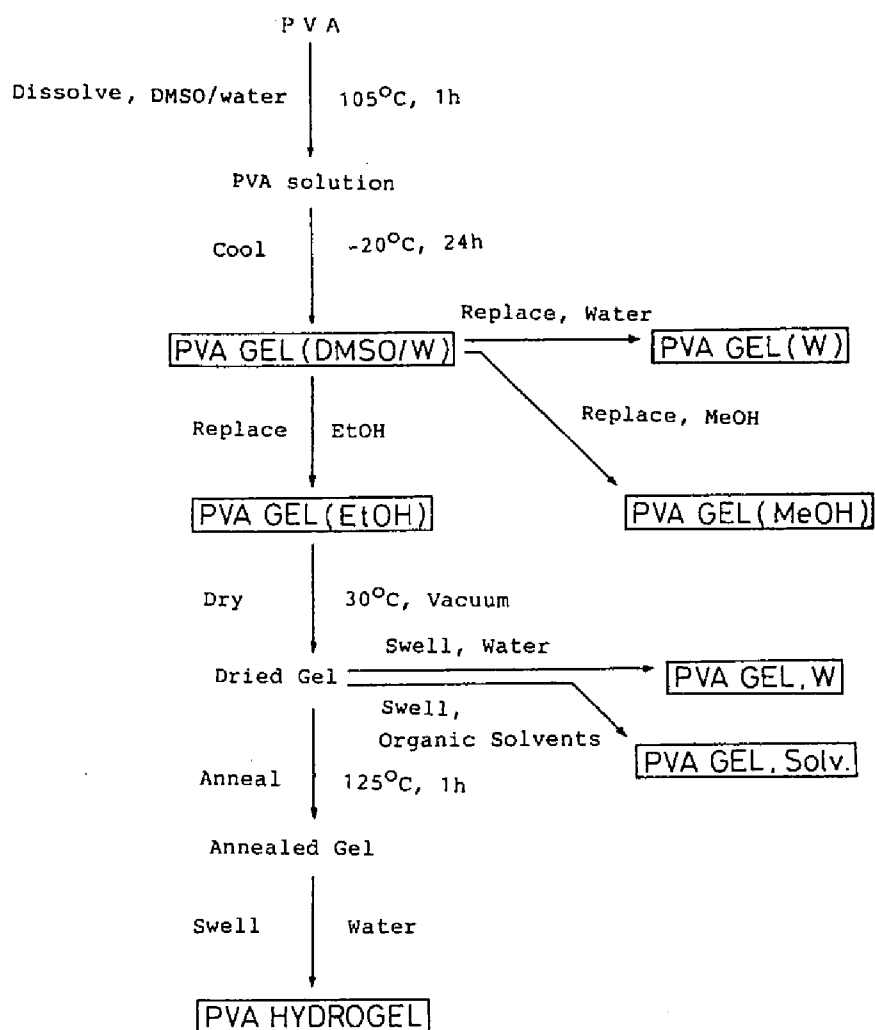 PVA
Dissolve, DMSO/water 105°C, 1h
PVA solution
Cool -20°C, 24h
Replace, Water
PVA GEL(DMSO/W) PVA GEL(W)
Replace, MeOH
Replace EtOH
PVA GEL(EtOH) PVA GEL(MeOH)
Dry 30°C, Vacuum
Swell, Water
Dried Gel PVA GEL, W
Swell,
Organic Solvents
PVA GEL, Solv.
Anneal 125°C, 1h
Annealed Gel
Swell Water
PVA HYDROGEL